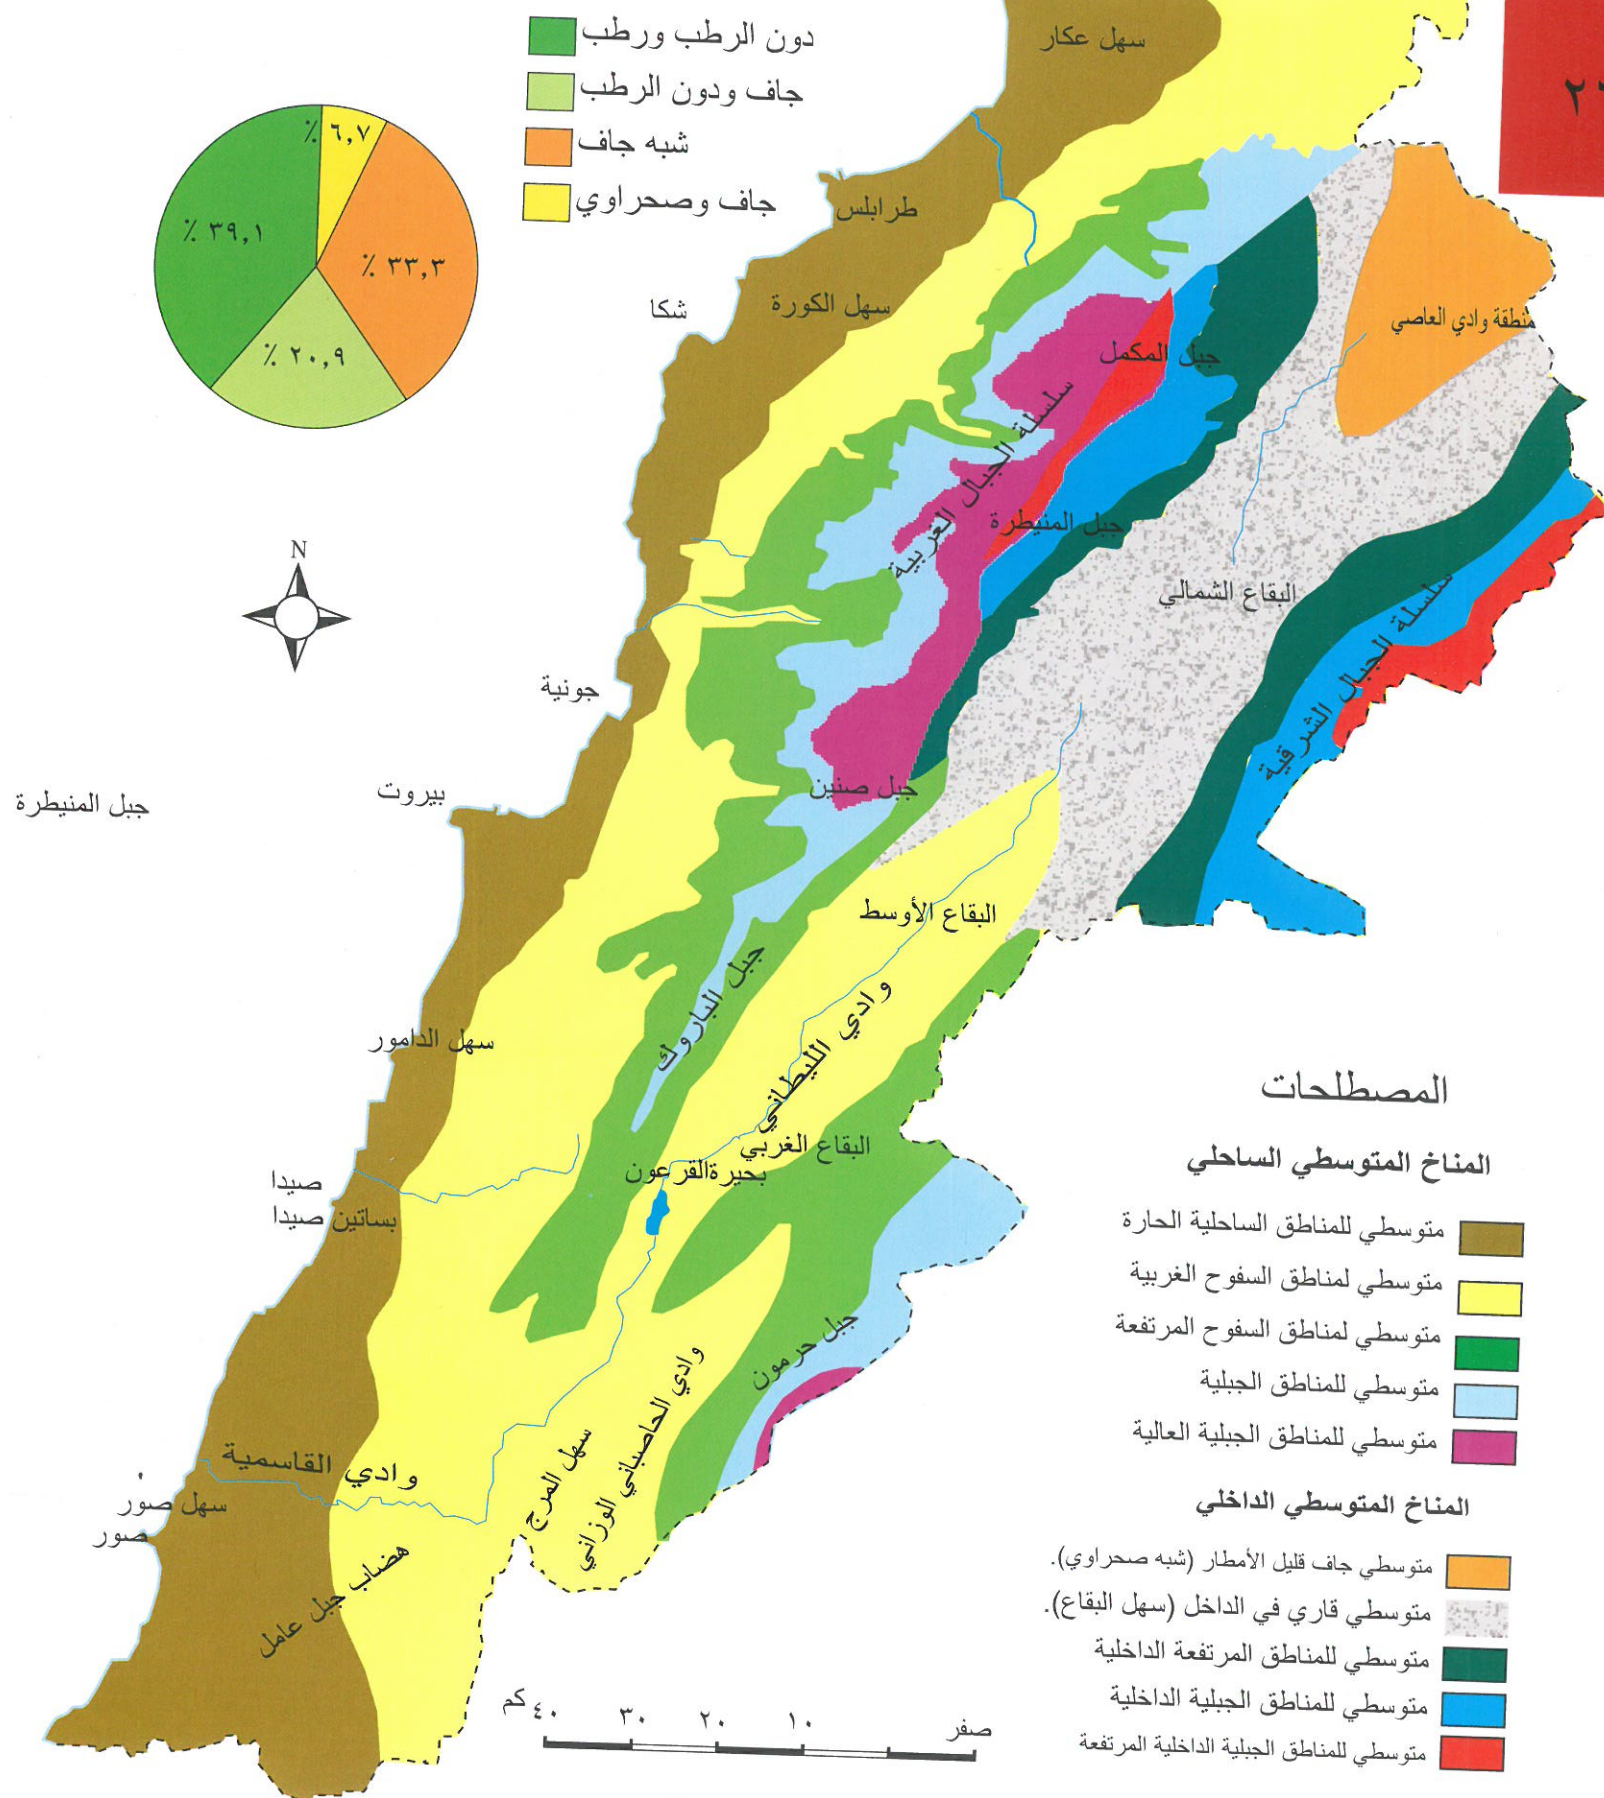 دون الرطب ورطب
جاف ودون الرطب
شبه جاف
جاف وصحراوي
٪ ٦,٧
٪ ٣٩,١
٪ ٣٣,٣
٪ ٢٠,٩
N
سهل عكار
طرابلس
شكا
سهل الكورة
منطقة وادي العاصي
جبل المكمل
سلسلة الجبال الغربية
جبل المنيطرة
البقاع الشمالي
سلسلة الجبال الشرقية
جونية
جبل صنين
بيروت
جبل المنيطرة
البقاع الأوسط
جبل الباروك
وادي الليطاني
سهل الدامور
البقاع الغربي
بحيرة القرعون
صيدا
بساتين صيدا
جبل حرمون
وادي الحاصباني الوزاني
سهل المرج
وادي القاسمية
سهل صور
صور
هضاب جبل عامل
المصطلحات
المناخ المتوسطي الساحلي
متوسطي للمناطق الساحلية الحارة
متوسطي لمناطق السفوح الغربية
متوسطي لمناطق السفوح المرتفعة
متوسطي للمناطق الجبلية
متوسطي للمناطق الجبلية العالية
المناخ المتوسطي الداخلي
متوسطي جاف قليل الأمطار (شبه صحراوي).
متوسطي قاري في الداخل (سهل البقاع).
متوسطي للمناطق المرتفعة الداخلية
متوسطي للمناطق الجبلية الداخلية
متوسطي للمناطق الجبلية الداخلية المرتفعة
صفر ١٠ ٢٠ ٣٠ ٤٠ كم